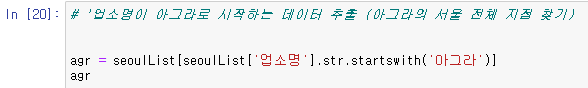 In [20]:
# '업소명이 아그라로 시작하는 데이터 추출 (아그라의 서울 전체 지점 찾기)
agr = seoulList[seoulList['업소명'].str.startswith('아그라')]
agr